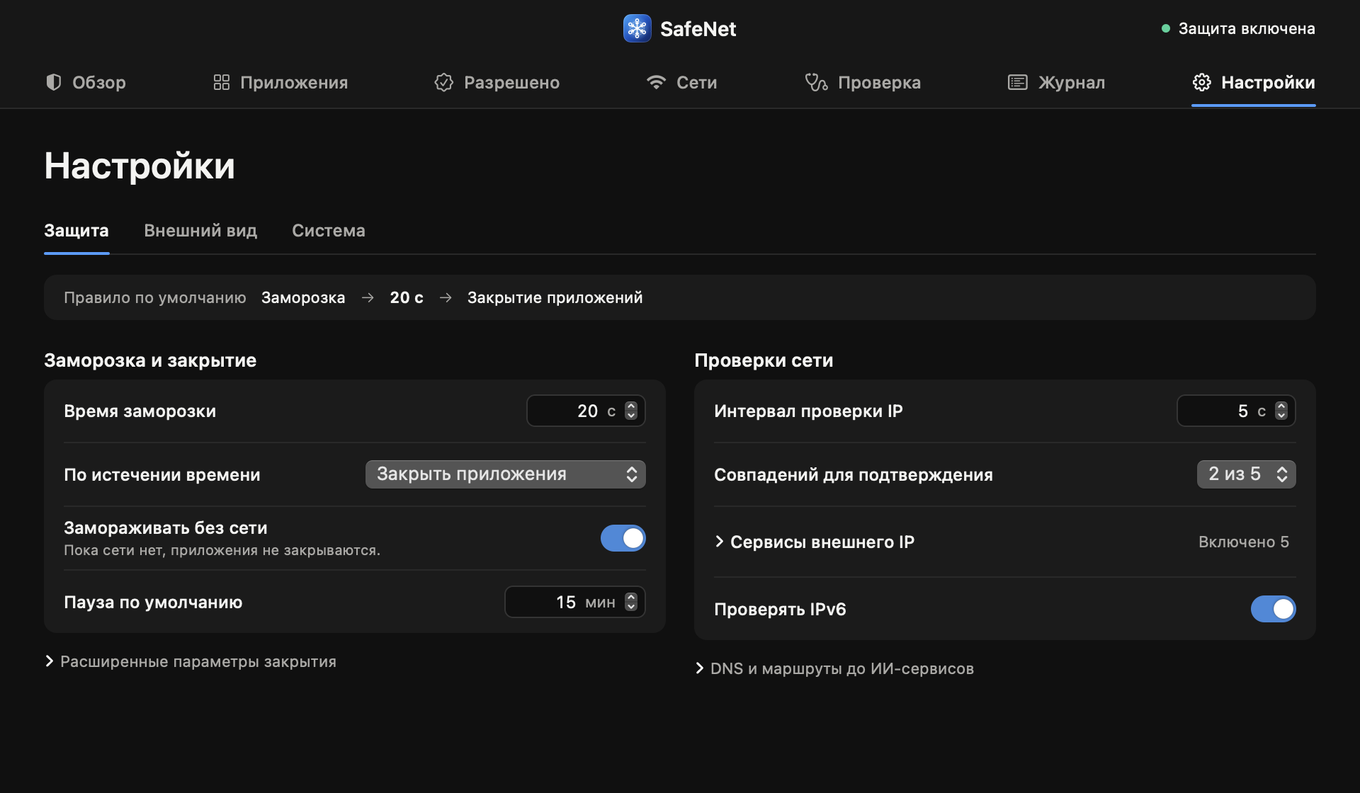 SafeNet
Защита включена
Обзор
Приложения
Разрешено
Сети
Проверка
Журнал
Настройки
Настройки
Защита
Внешний вид
Система
Правило по умолчанию Заморозка → 20 с → Закрытие приложений
Заморозка и закрытие
Время заморозки
20 с
По истечении времени
Закрыть приложения
Замораживать без сети
Пока сети нет, приложения не закрываются.
Пауза по умолчанию
15 мин
Расширенные параметры закрытия
Проверки сети
Интервал проверки IP
5 с
Совпадений для подтверждения
2 из 5
Сервисы внешнего IP
Включено 5
Проверять IPv6
DNS и маршруты до ИИ-сервисов